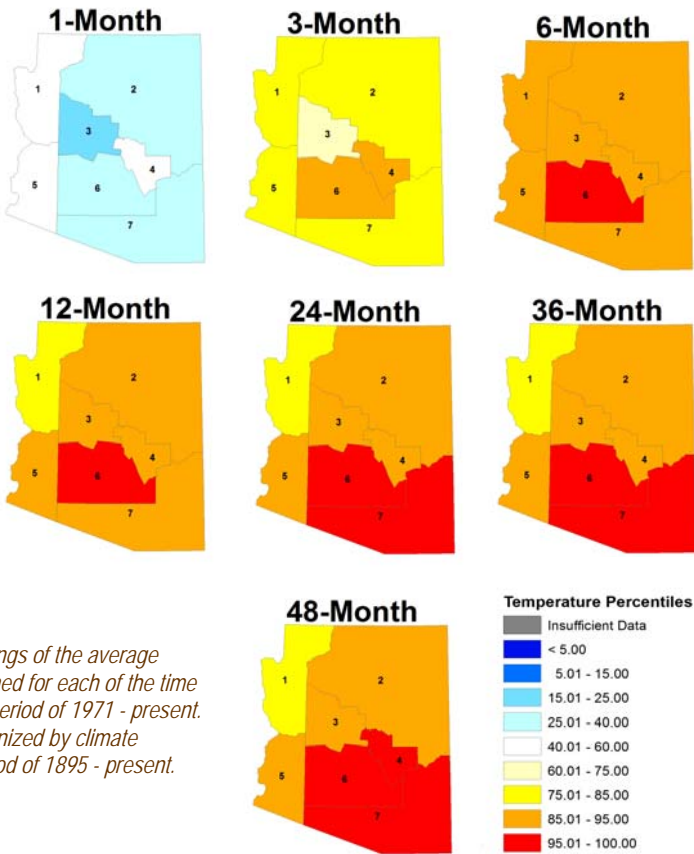 1-Month
3-Month
6-Month
1
2
3
4
5
6
7
1
2
3
4
5
6
7
1
2
3
4
5
6
7
12-Month
24-Month
36-Month
1
2
3
4
5
6
7
1
2
3
4
5
6
7
1
2
3
4
5
6
7
48-Month
1
2
3
4
5
6
7
ngs of the average
ed for each of the time
eriod of 1971 - present.
nized by climate
od of 1895 - present.
Temperature Percentiles
Insufficient Data
< 5.00
5.01 - 15.00
15.01 - 25.00
25.01 - 40.00
40.01 - 60.00
60.01 - 75.00
75.01 - 85.00
85.01 - 95.00
95.01 - 100.00